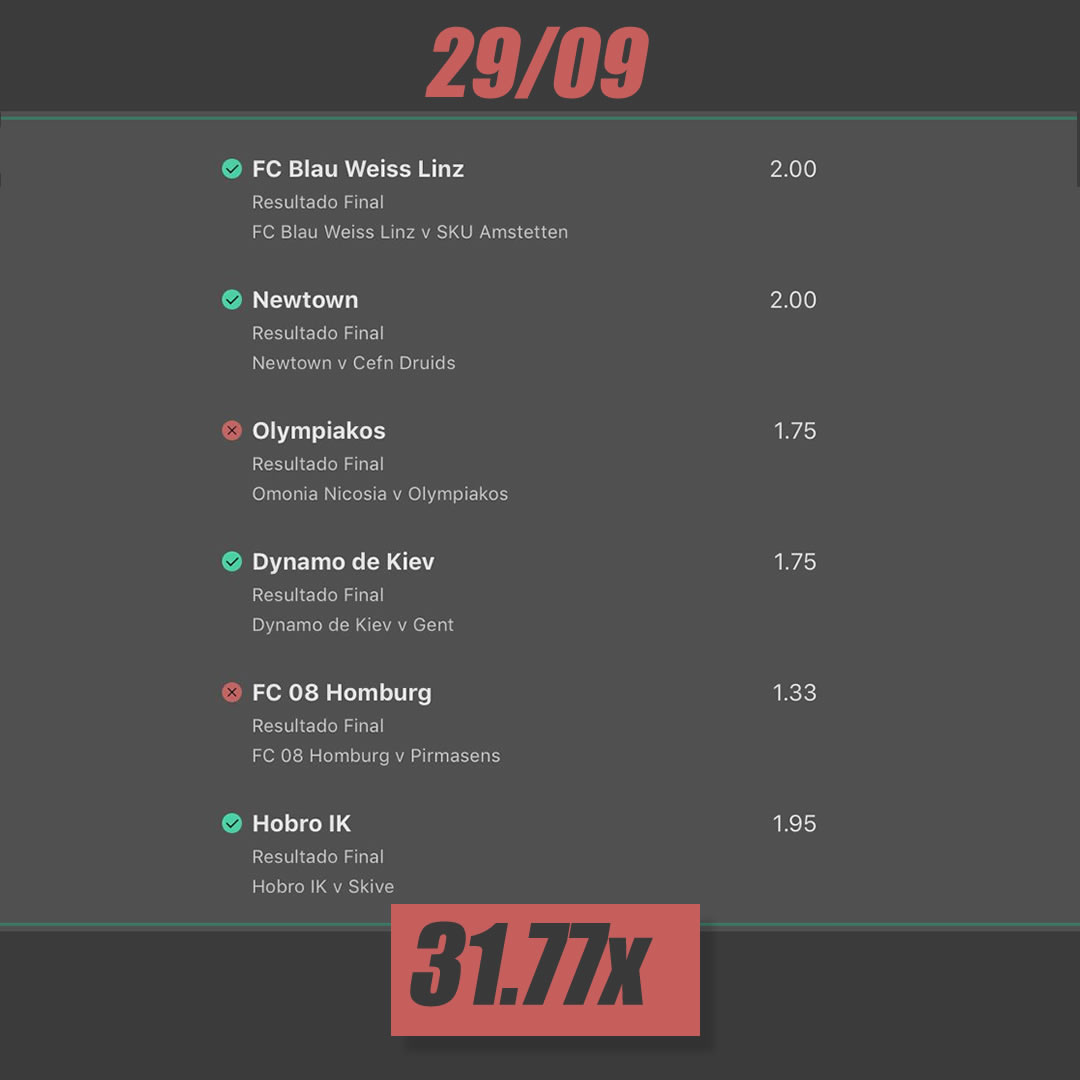 29/09
FC Blau Weiss Linz 2.00
Resultado Final
FC Blau Weiss Linz v SKU Amstetten
Newtown 2.00
Resultado Final
Newtown v Cefn Druids
Olympiakos 1.75
Resultado Final
Omonia Nicosia v Olympiakos
Dynamo de Kiev 1.75
Resultado Final
Dynamo de Kiev v Gent
FC 08 Homburg 1.33
Resultado Final
FC 08 Homburg v Pirmasens
Hobro IK 1.95
Resultado Final
Hobro IK v Skive
31.77x